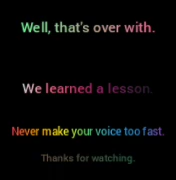 Well, that's over with.
We learned a lesson.
Never make your voice too fast.
Thanks for watching.